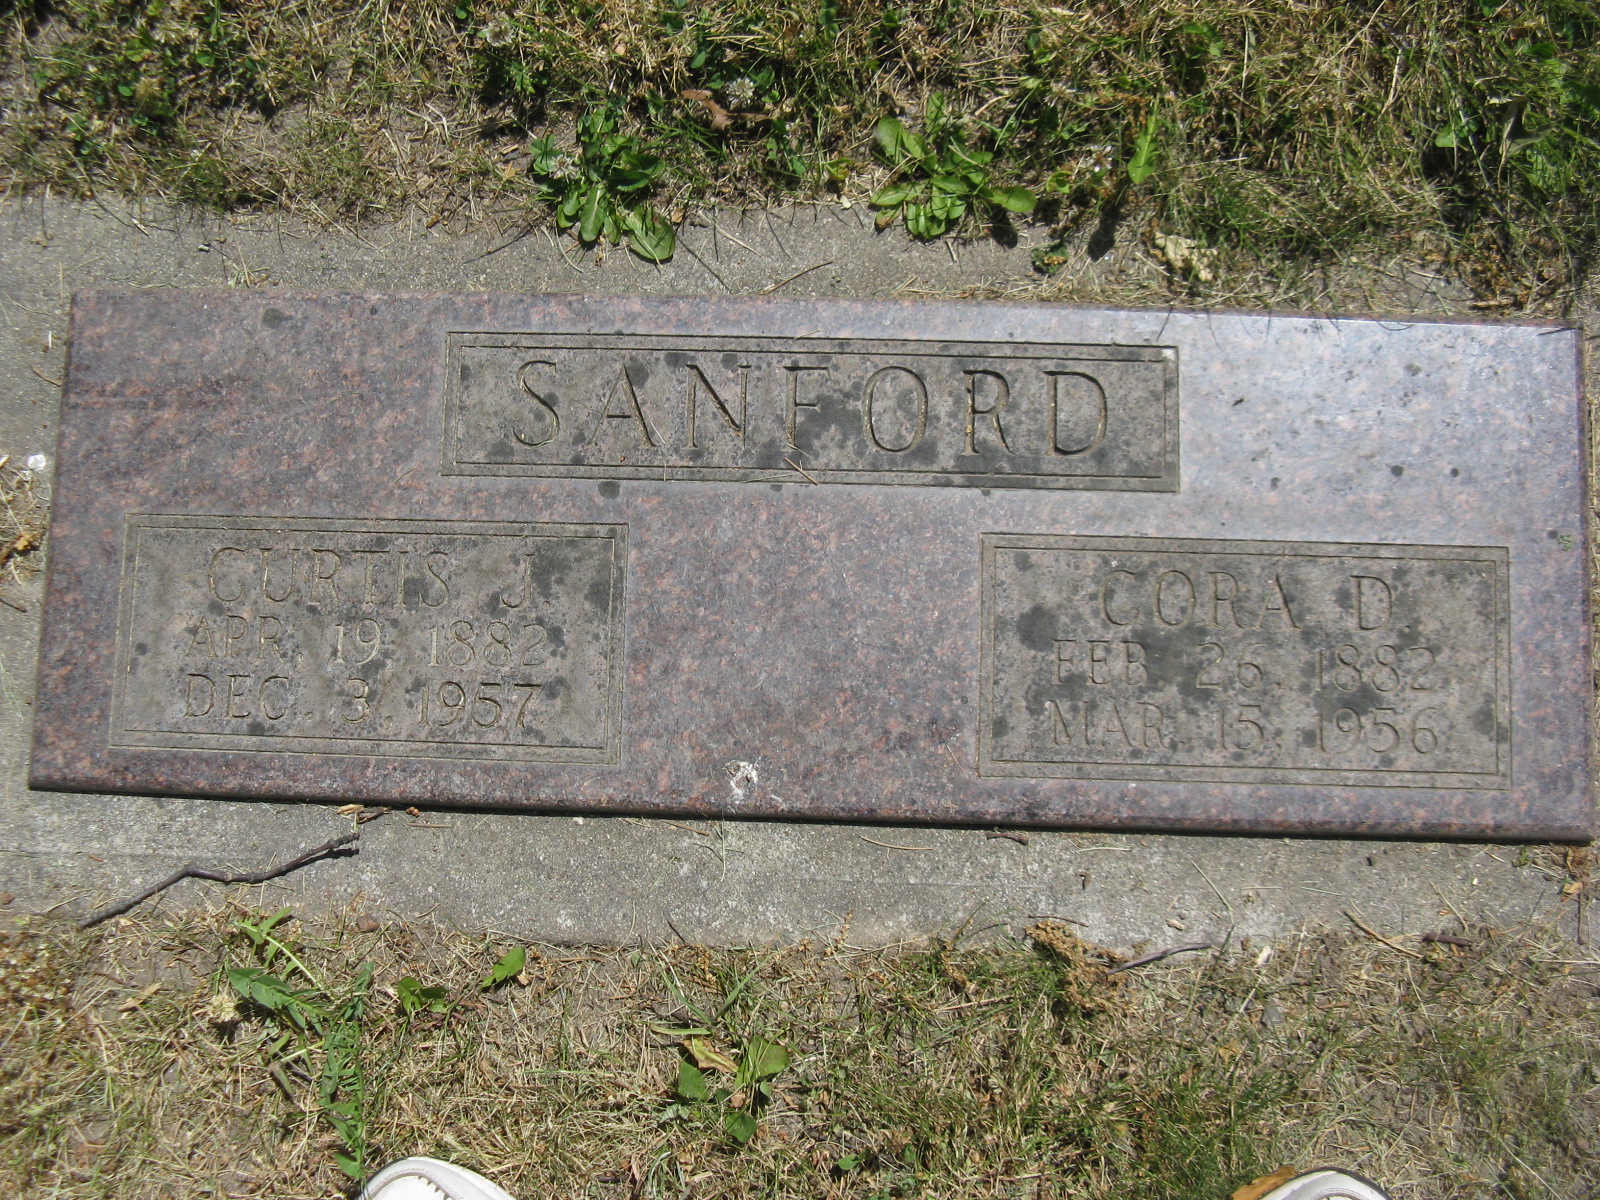 SANFORD
CURTIS J.
APR. 19, 1882
DEC. 3, 1957
CORA D.
FEB. 26, 1882
MAR. 15, 1956